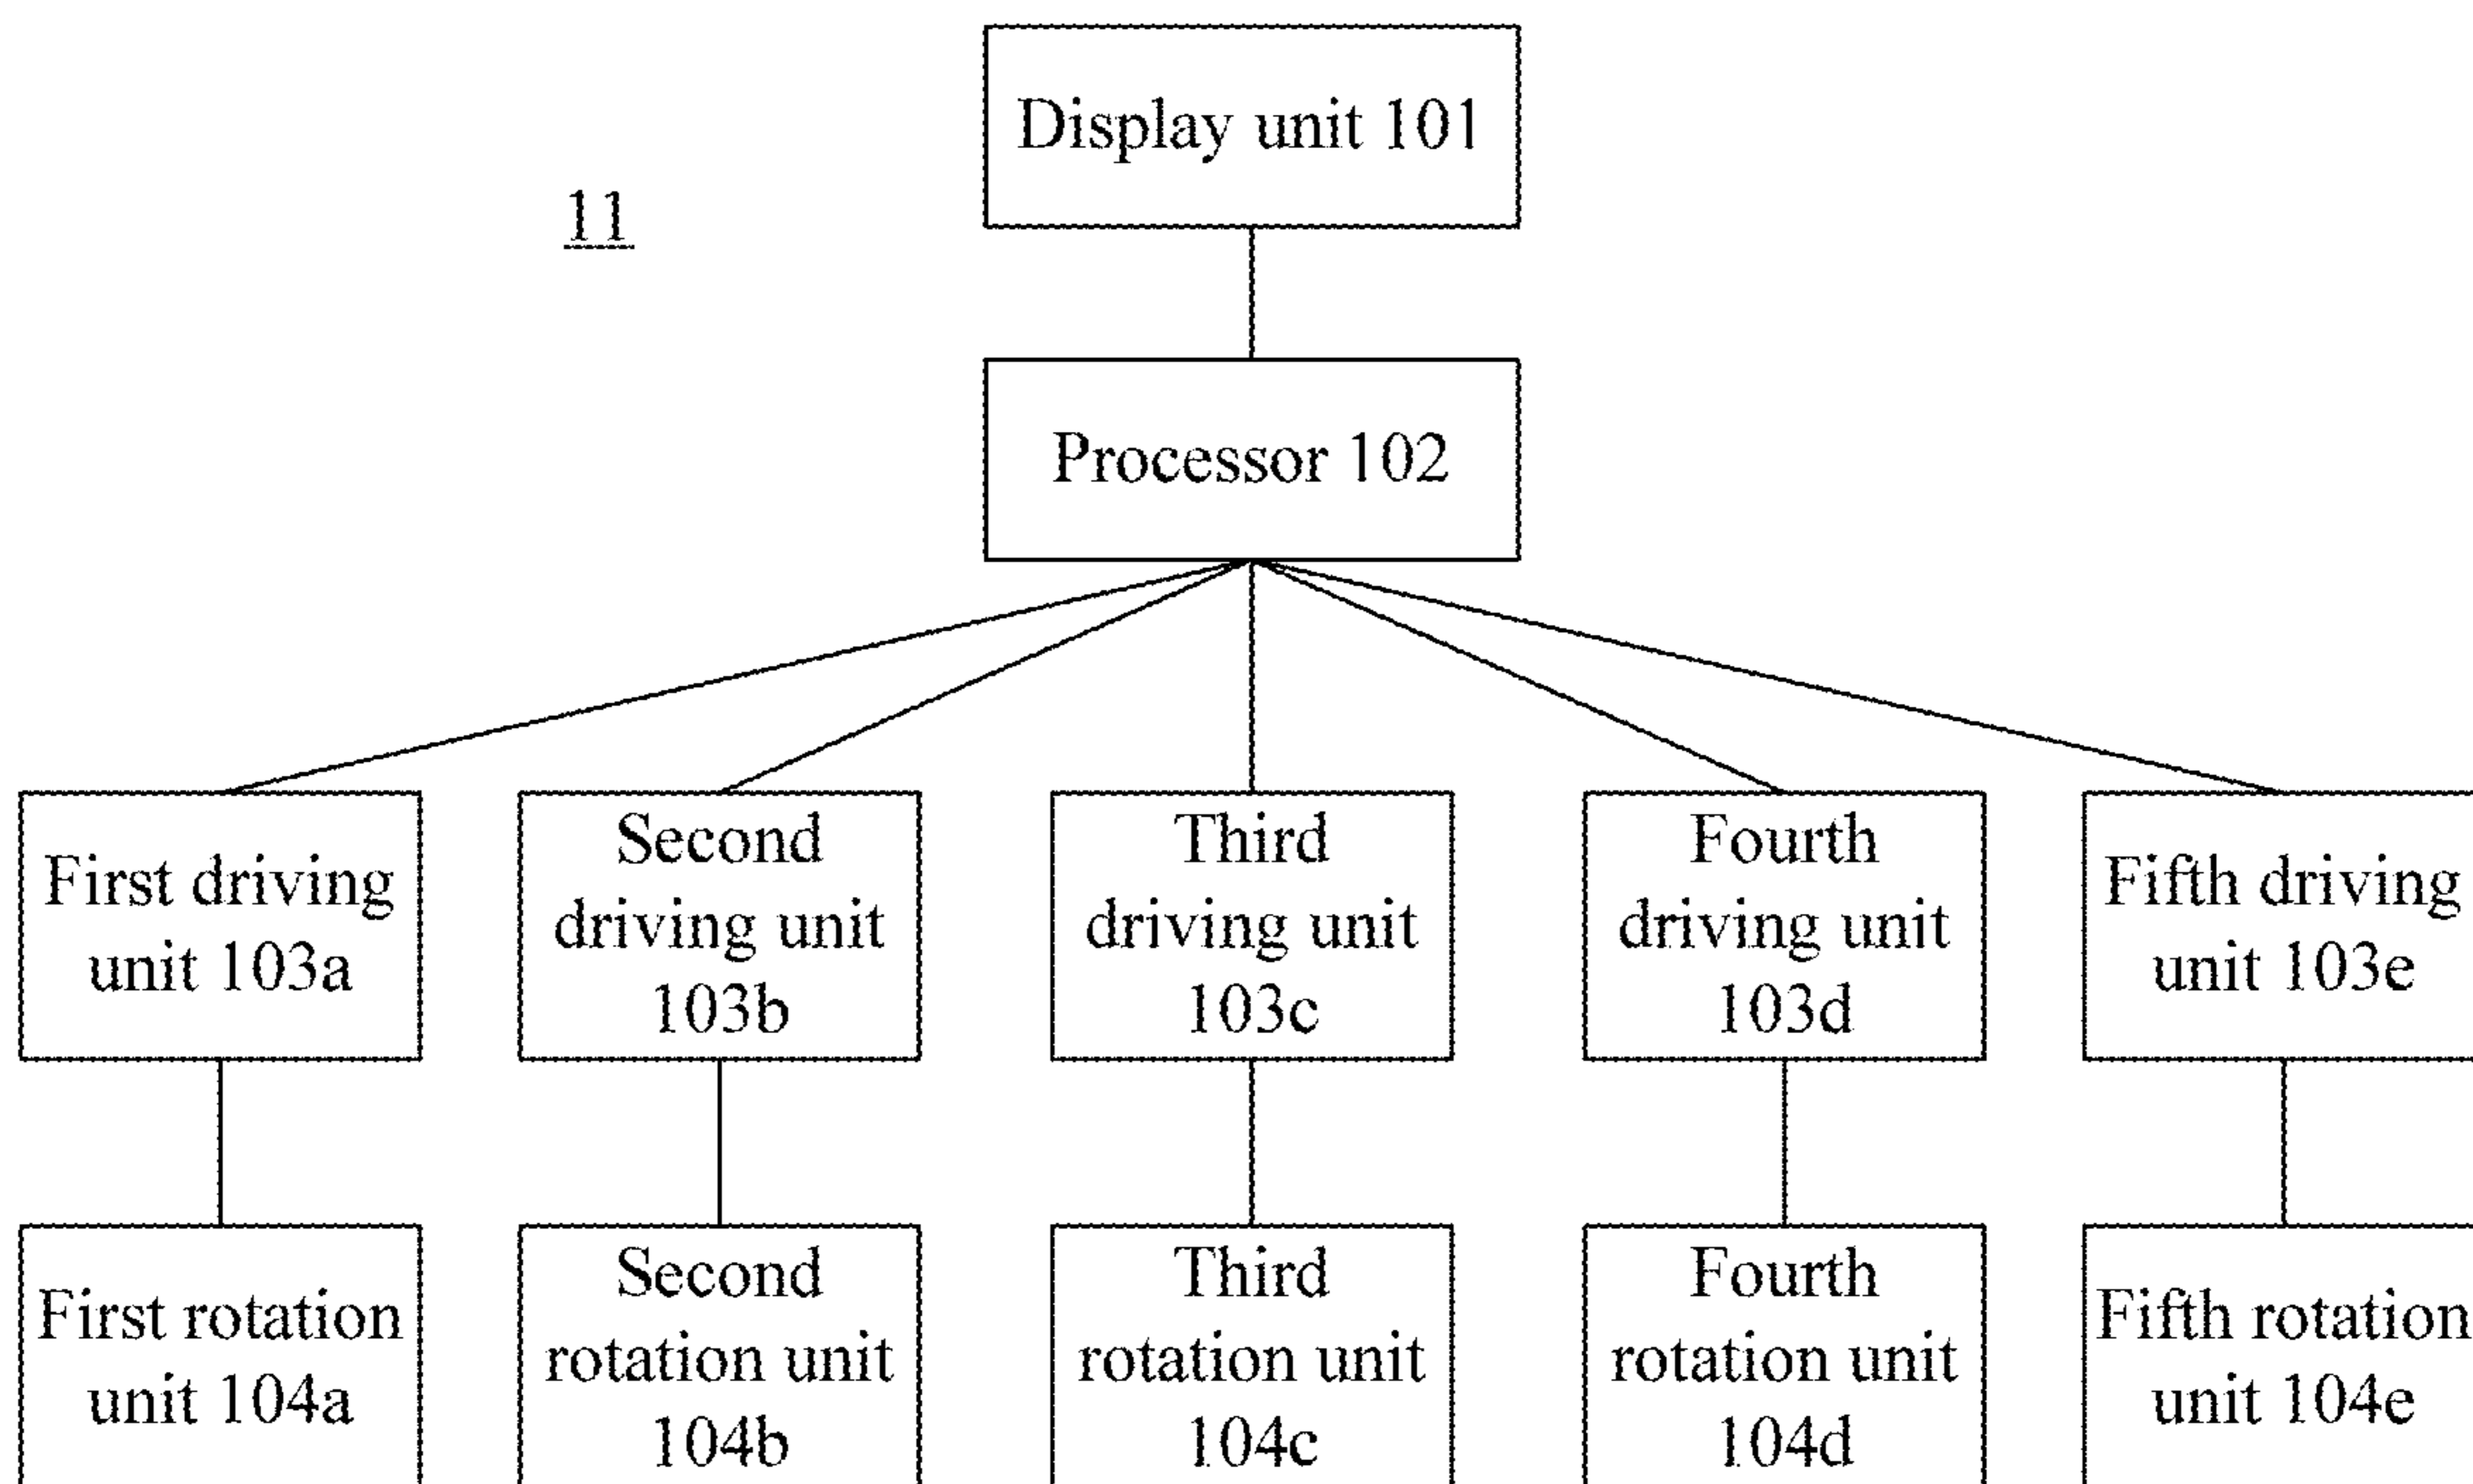 Display unit 101
11
Processor 102
First driving
unit 103a
Second
driving unit
103b
Third
driving unit
103c
Fourth
driving unit
103d
Fifth driving
unit 103e
First rotation
unit 104a
Second
rotation unit
104b
Third
rotation unit
104c
Fourth
rotation unit
104d
Fifth rotation
unit 104e